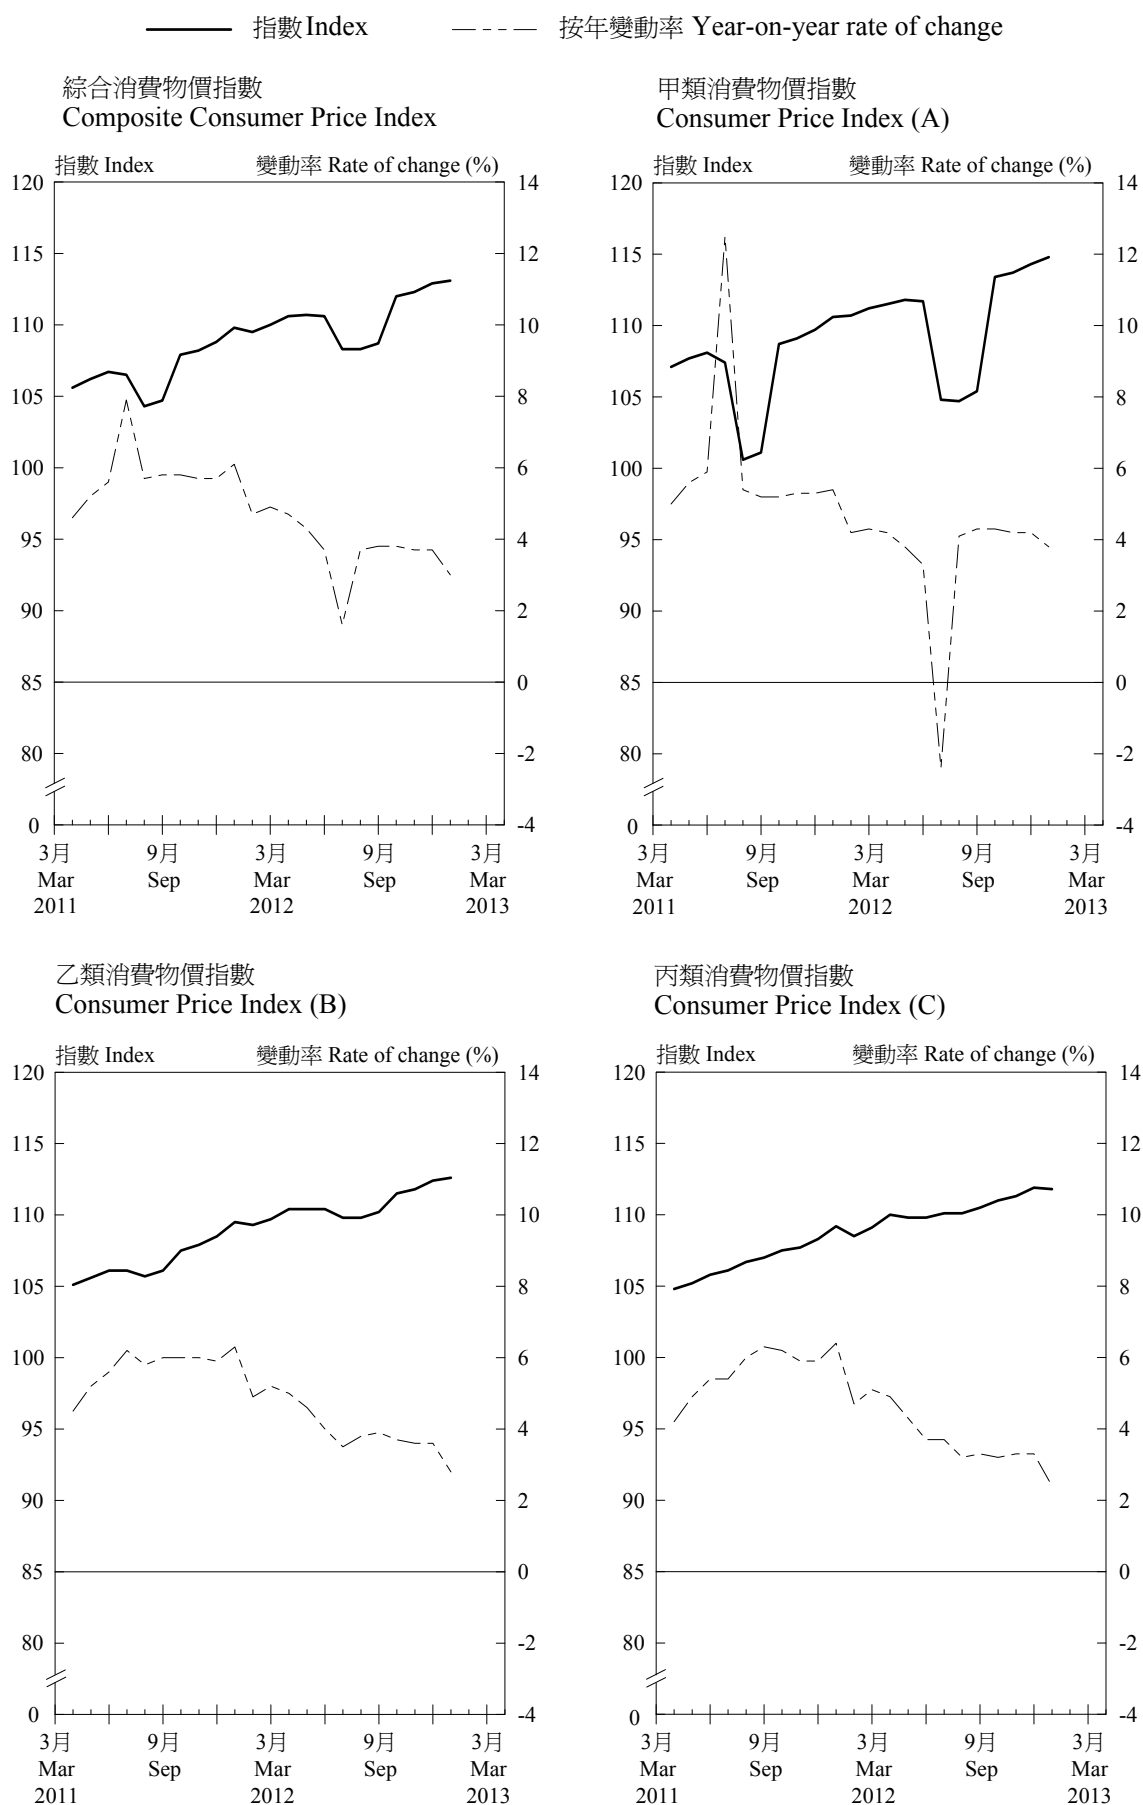 指數 Index 按年變動率 Year-on-year rate of change
綜合消費物價指數
Composite Consumer Price Index
指數 Index 變動率 Rate of change (%)
120 14
115 12
110 10
105 8
100 6
95 4
90 2
85 0
80 -2
0 -4
3月 9月 3月 9月 3月
Mar Sep Mar Sep Mar
2011 2012 2013
甲類消費物價指數
Consumer Price Index (A)
指數 Index 變動率 Rate of change (%)
120 14
115 12
110 10
105 8
100 6
95 4
90 2
85 0
80 -2
0 -4
3月 9月 3月 9月 3月
Mar Sep Mar Sep Mar
2011 2012 2013
乙類消費物價指數
Consumer Price Index (B)
指數 Index 變動率 Rate of change (%)
120 14
115 12
110 10
105 8
100 6
95 4
90 2
85 0
80 -2
0 -4
3月 9月 3月 9月 3月
Mar Sep Mar Sep Mar
2011 2012 2013
丙類消費物價指數
Consumer Price Index (C)
指數 Index 變動率 Rate of change (%)
120 14
115 12
110 10
105 8
100 6
95 4
90 2
85 0
80 -2
0 -4
3月 9月 3月 9月 3月
Mar Sep Mar Sep Mar
2011 2012 2013